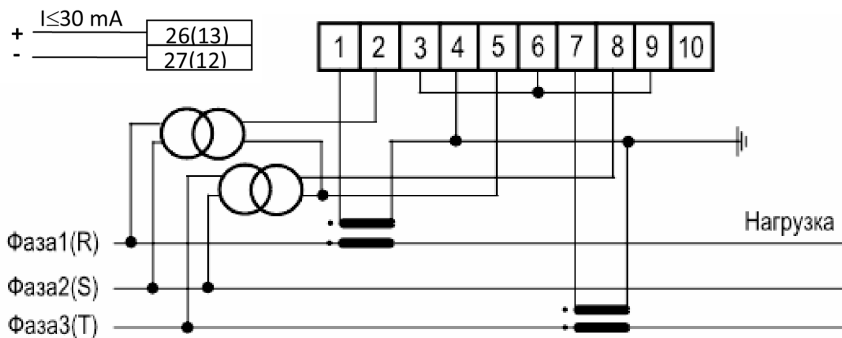 I≤30 mA
+ 26(13)
- 27(12)
1 2 3 4 5 6 7 8 9 10
Нагрузка
Фаза1(R)
Фаза2(S)
Фаза3(T)